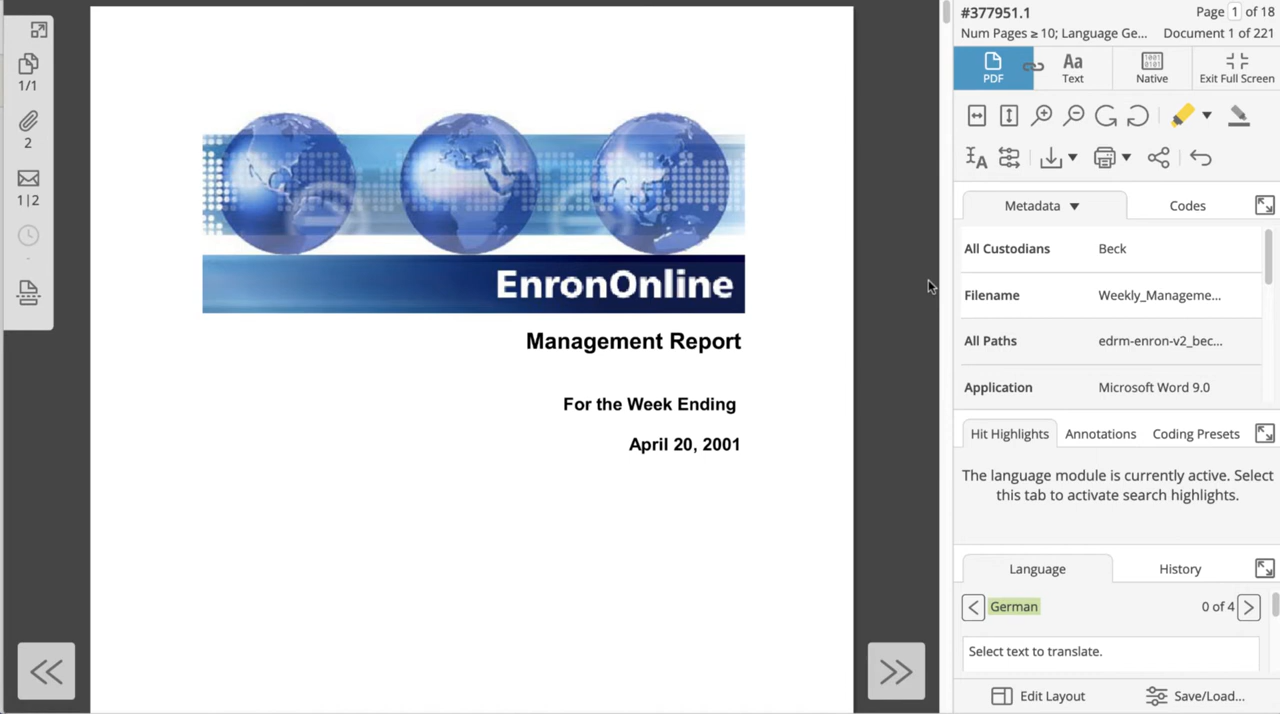 1/1
2
1|2
EnronOnline
Management Report
For the Week Ending
April 20, 2001
#377951.1
Page 1 of 18
Num Pages ≥ 10; Language Ge...
Document 1 of 221
PDF
Aa
Text
1001
0101
Native
Exit Full Screen
Metadata ▼
Codes
All Custodians Beck
Filename Weekly_Manageme...
All Paths edrm-enron-v2_bec...
Application Microsoft Word 9.0
Hit Highlights Annotations Coding Presets
The language module is currently active. Select
this tab to activate search highlights.
Language History
German 0 of 4
Select text to translate.
Edit Layout Save/Load...